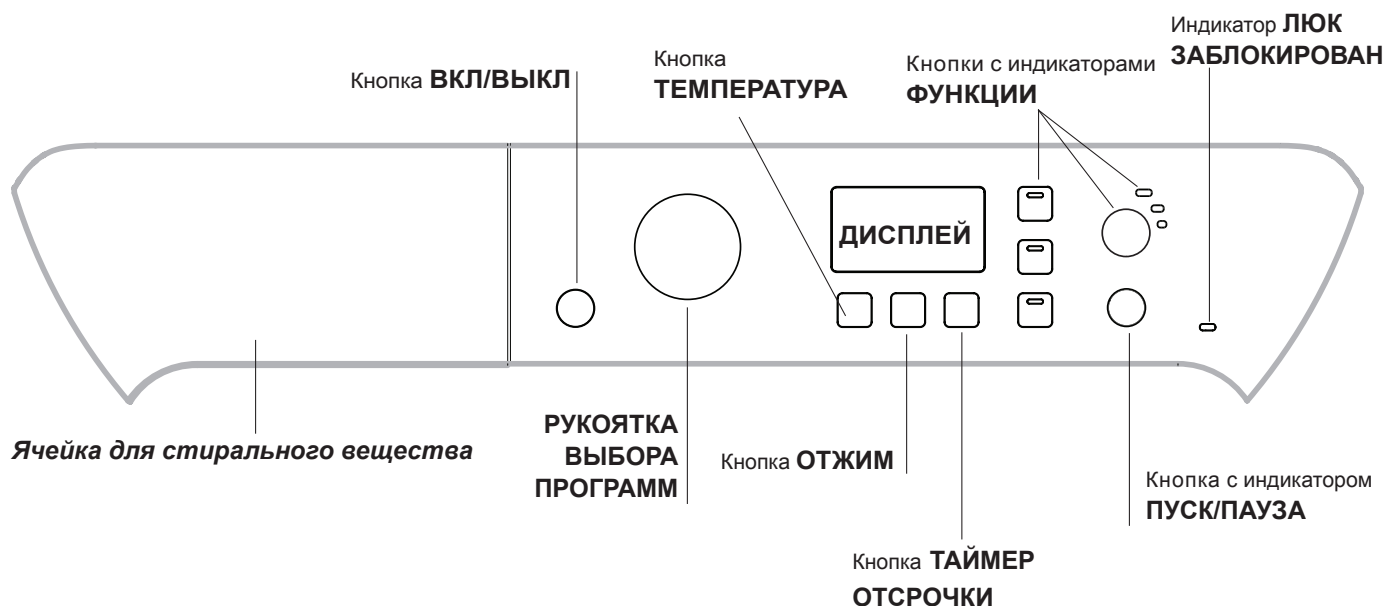 Индикатор ЛЮК
ЗАБЛОКИРОВАН
Кнопка
ТЕМПЕРАТУРА
Кнопки с индикаторами
ФУНКЦИИ
Кнопка ВКЛ/ВЫКЛ
ДИСПЛЕЙ
Ячейка для стирального вещества
РУКОЯТКА
ВЫБОРА
ПРОГРАММ
Кнопка ОТЖИМ
Кнопка с индикатором
ПУСК/ПАУЗА
Кнопка ТАЙМЕР
ОТСРОЧКИ